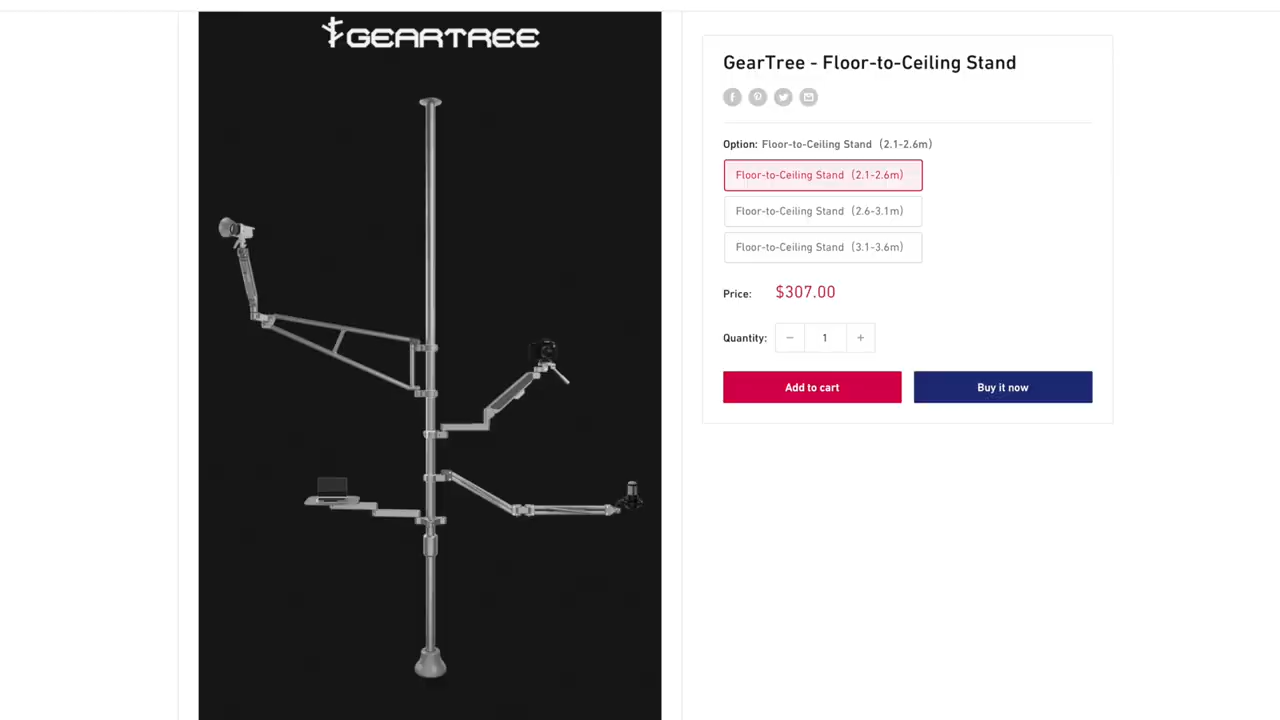 GEARTREE
GearTree - Floor-to-Ceiling Stand
Option: Floor-to-Ceiling Stand (2.1-2.6m)
Floor-to-Ceiling Stand (2.1-2.6m)
Floor-to-Ceiling Stand (2.6-3.1m)
Floor-to-Ceiling Stand (3.1-3.6m)
Price: $307.00
Quantity: − 1 +
Add to cart
Buy it now